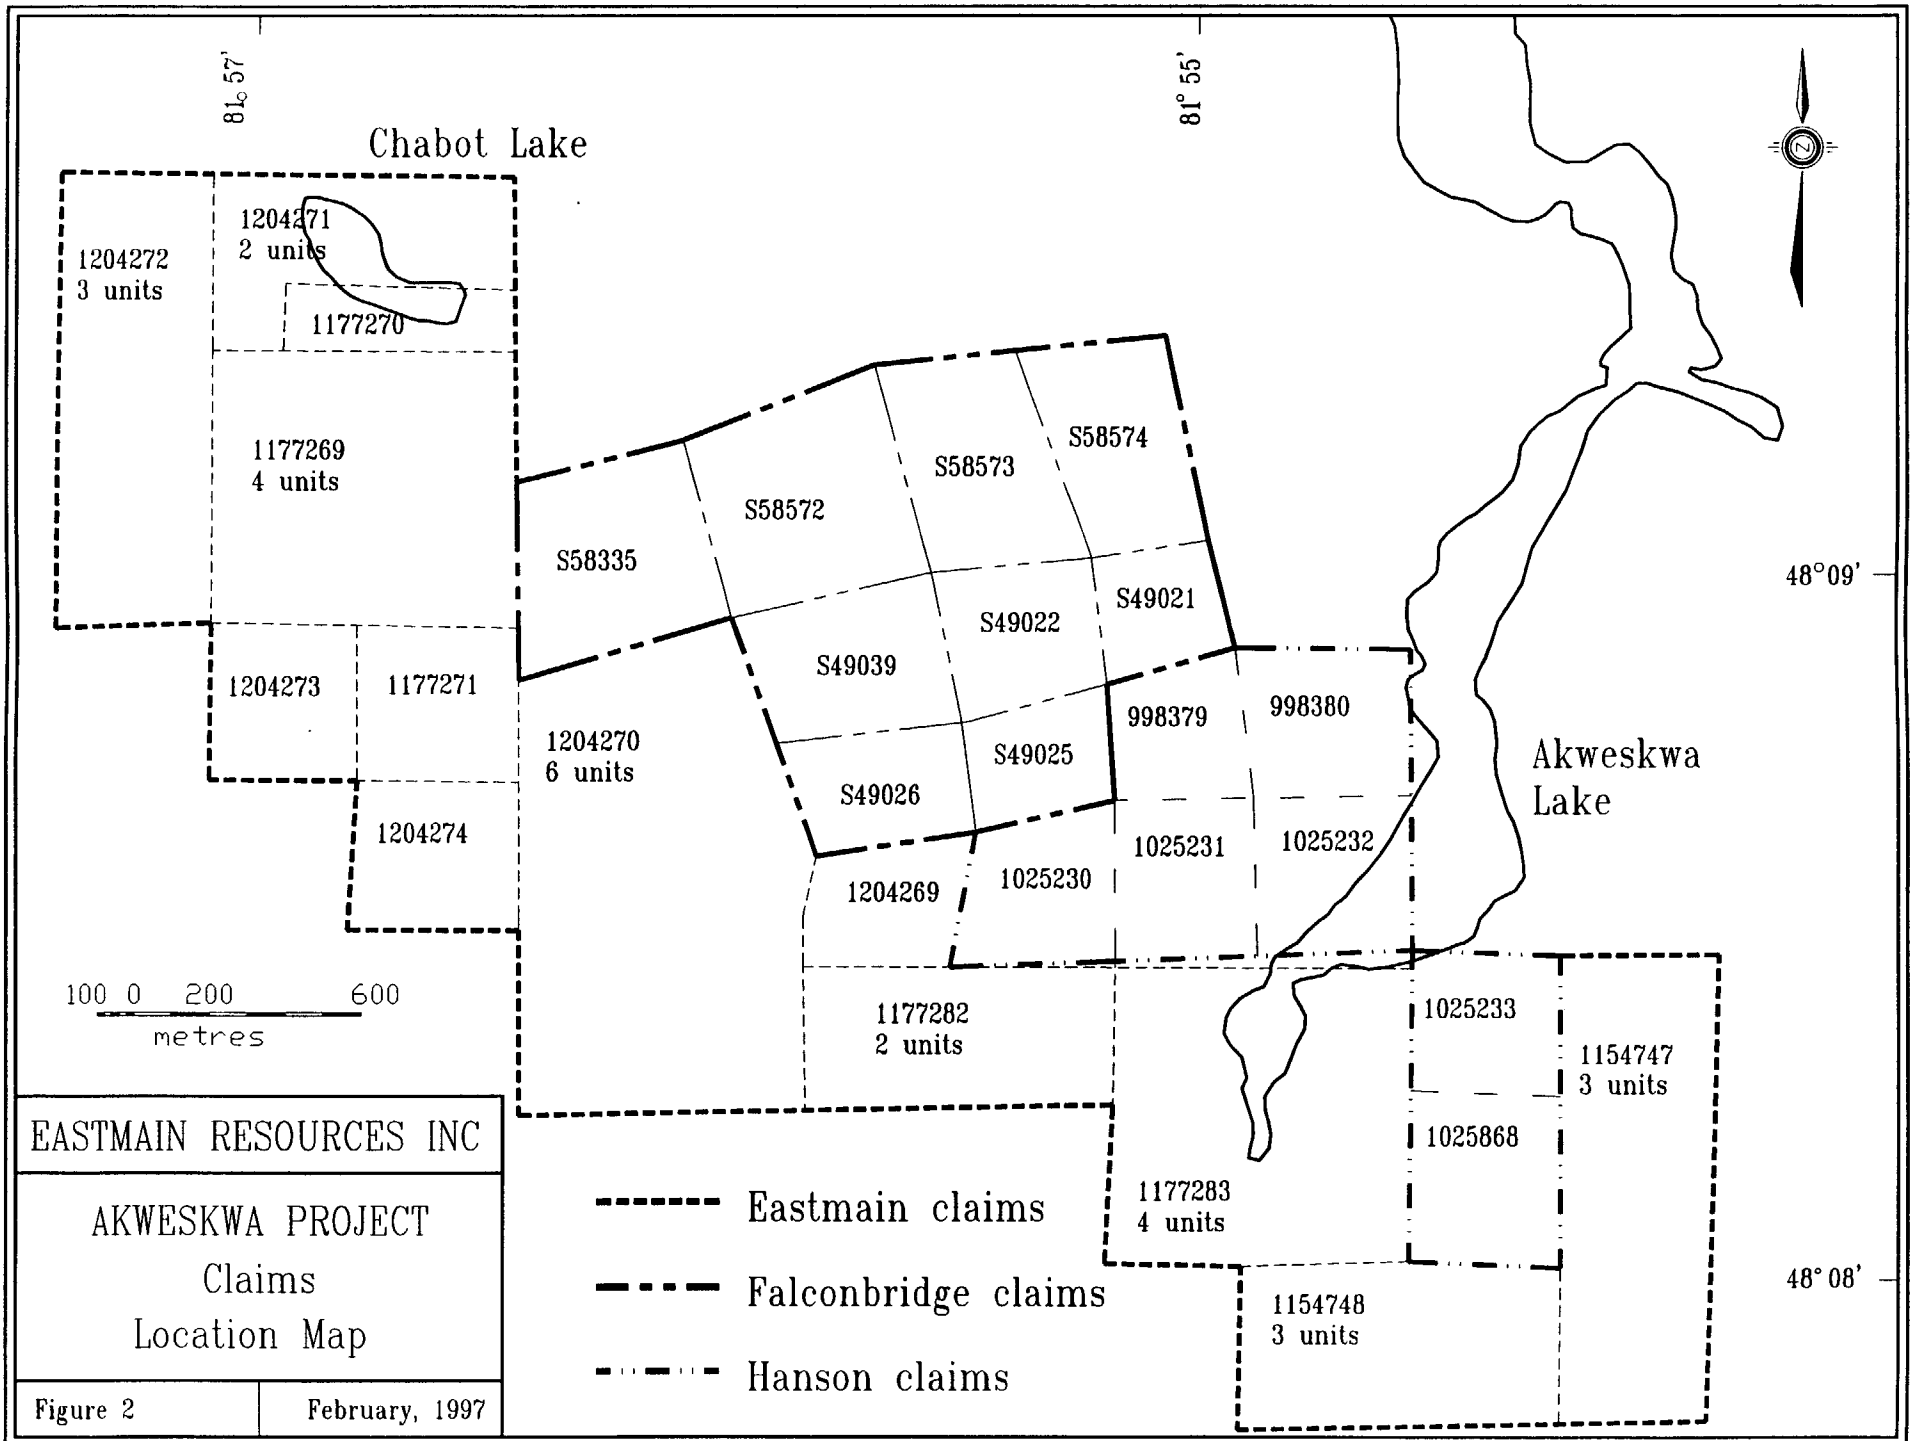 81° 57'
81° 55'
Chabot Lake
N
1204271
2 units
1204272
3 units
1177270
1177269
4 units
S58574
S58573
S58572
S58335
48°09'
S49021
S49022
S49039
1204273
1177271
998379
998380
1204270
6 units
S49025
Akweskwa
Lake
S49026
1204274
1025231
1025232
1025230
1204269
100 0 200 600
metres
1177282
2 units
1025233
1154747
3 units
1025868
1177283
4 units
48°08'
1154748
3 units
Eastmain claims
Falconbridge claims
Hanson claims
EASTMAIN RESOURCES INC
AKWESKWA PROJECT
Claims
Location Map
Figure 2
February, 1997